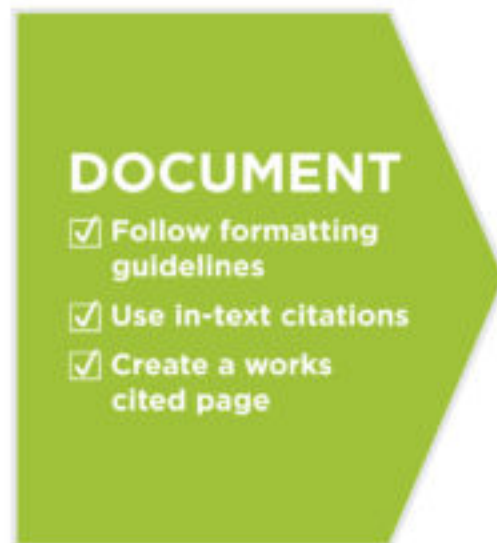 DOCUMENT
☑ Follow formatting
guidelines
☑ Use in-text citations
☑ Create a works
cited page